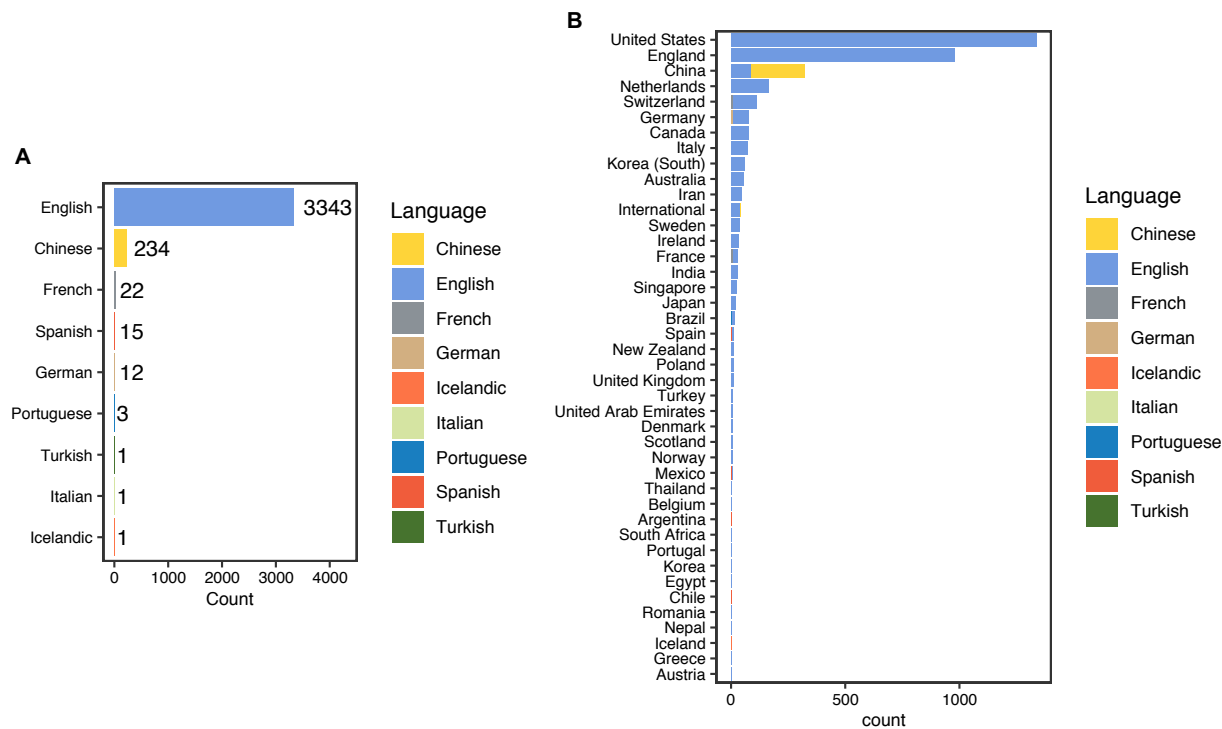 A
English
3343
Chinese
234
French
22
Spanish
15
German
12
Portuguese
3
Turkish
1
Italian
1
Icelandic
1
0 1000 2000 3000 4000
Count
Language
Chinese
English
French
German
Icelandic
Italian
Portuguese
Spanish
Turkish
B
United States
England
China
Netherlands
Switzerland
Germany
Canada
Italy
Korea (South)
Australia
Iran
International
Sweden
Ireland
France
India
Singapore
Japan
Brazil
Spain
New Zealand
Poland
United Kingdom
Turkey
United Arab Emirates
Denmark
Scotland
Norway
Mexico
Thailand
Belgium
Argentina
South Africa
Portugal
Korea
Egypt
Chile
Romania
Nepal
Iceland
Greece
Austria
0 500 1000
count
Language
Chinese
English
French
German
Icelandic
Italian
Portuguese
Spanish
Turkish